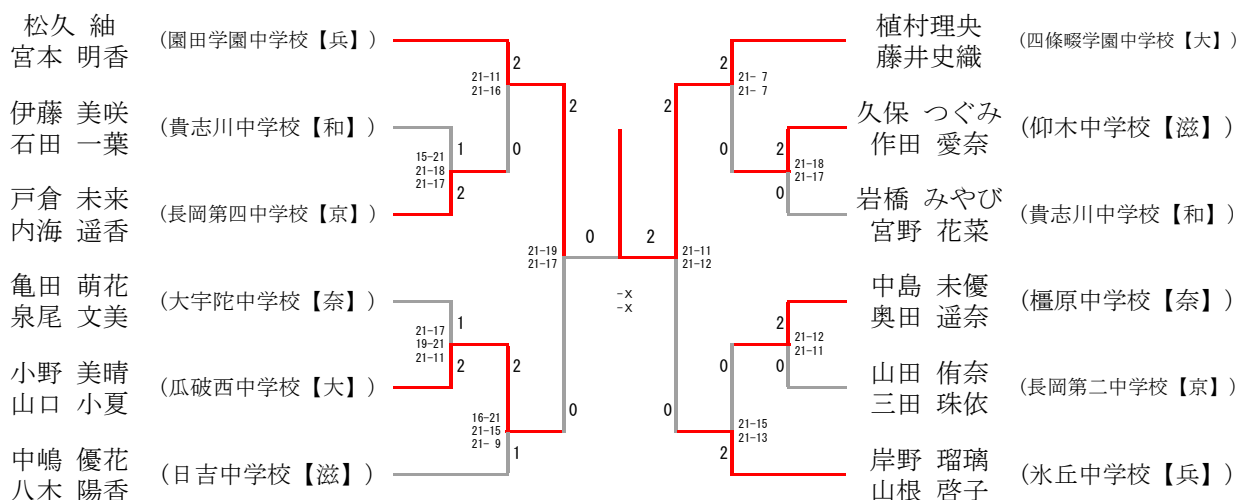 松久 紬
宮本 明香
(園田学園中学校【兵】)
伊藤 美咲
石田 一葉
(貴志川中学校【和】)
戸倉 未来
内海 遥香
(長岡第四中学校【京】)
亀田 萌花
泉尾 文美
(大宇陀中学校【奈】)
小野 美晴
山口 小夏
(瓜破西中学校【大】)
中嶋 優花
八木 陽香
(日吉中学校【滋】)
2
21-11
21-16
0
1
15-21
21-18
21-17
2
2
21-19
21-17
0
1
21-17
19-21
21-11
2
2
16-21
21-15
21- 9
1
0
2
-X
-X
2
21-11
21-12
0
2
21- 7
21- 7
0
2
21-18
21-17
0
2
21-12
21-11
0
0
21-15
21-13
2
植村理央
藤井史織
(四條畷学園中学校【大】)
久保 つぐみ
作田 愛奈
(仰木中学校【滋】)
岩橋 みやび
宮野 花菜
(貴志川中学校【和】)
中島 未優
奥田 遥奈
(橿原中学校【奈】)
山田 侑奈
三田 珠依
(長岡第二中学校【京】)
岸野 瑠璃
山根 啓子
(氷丘中学校【兵】)